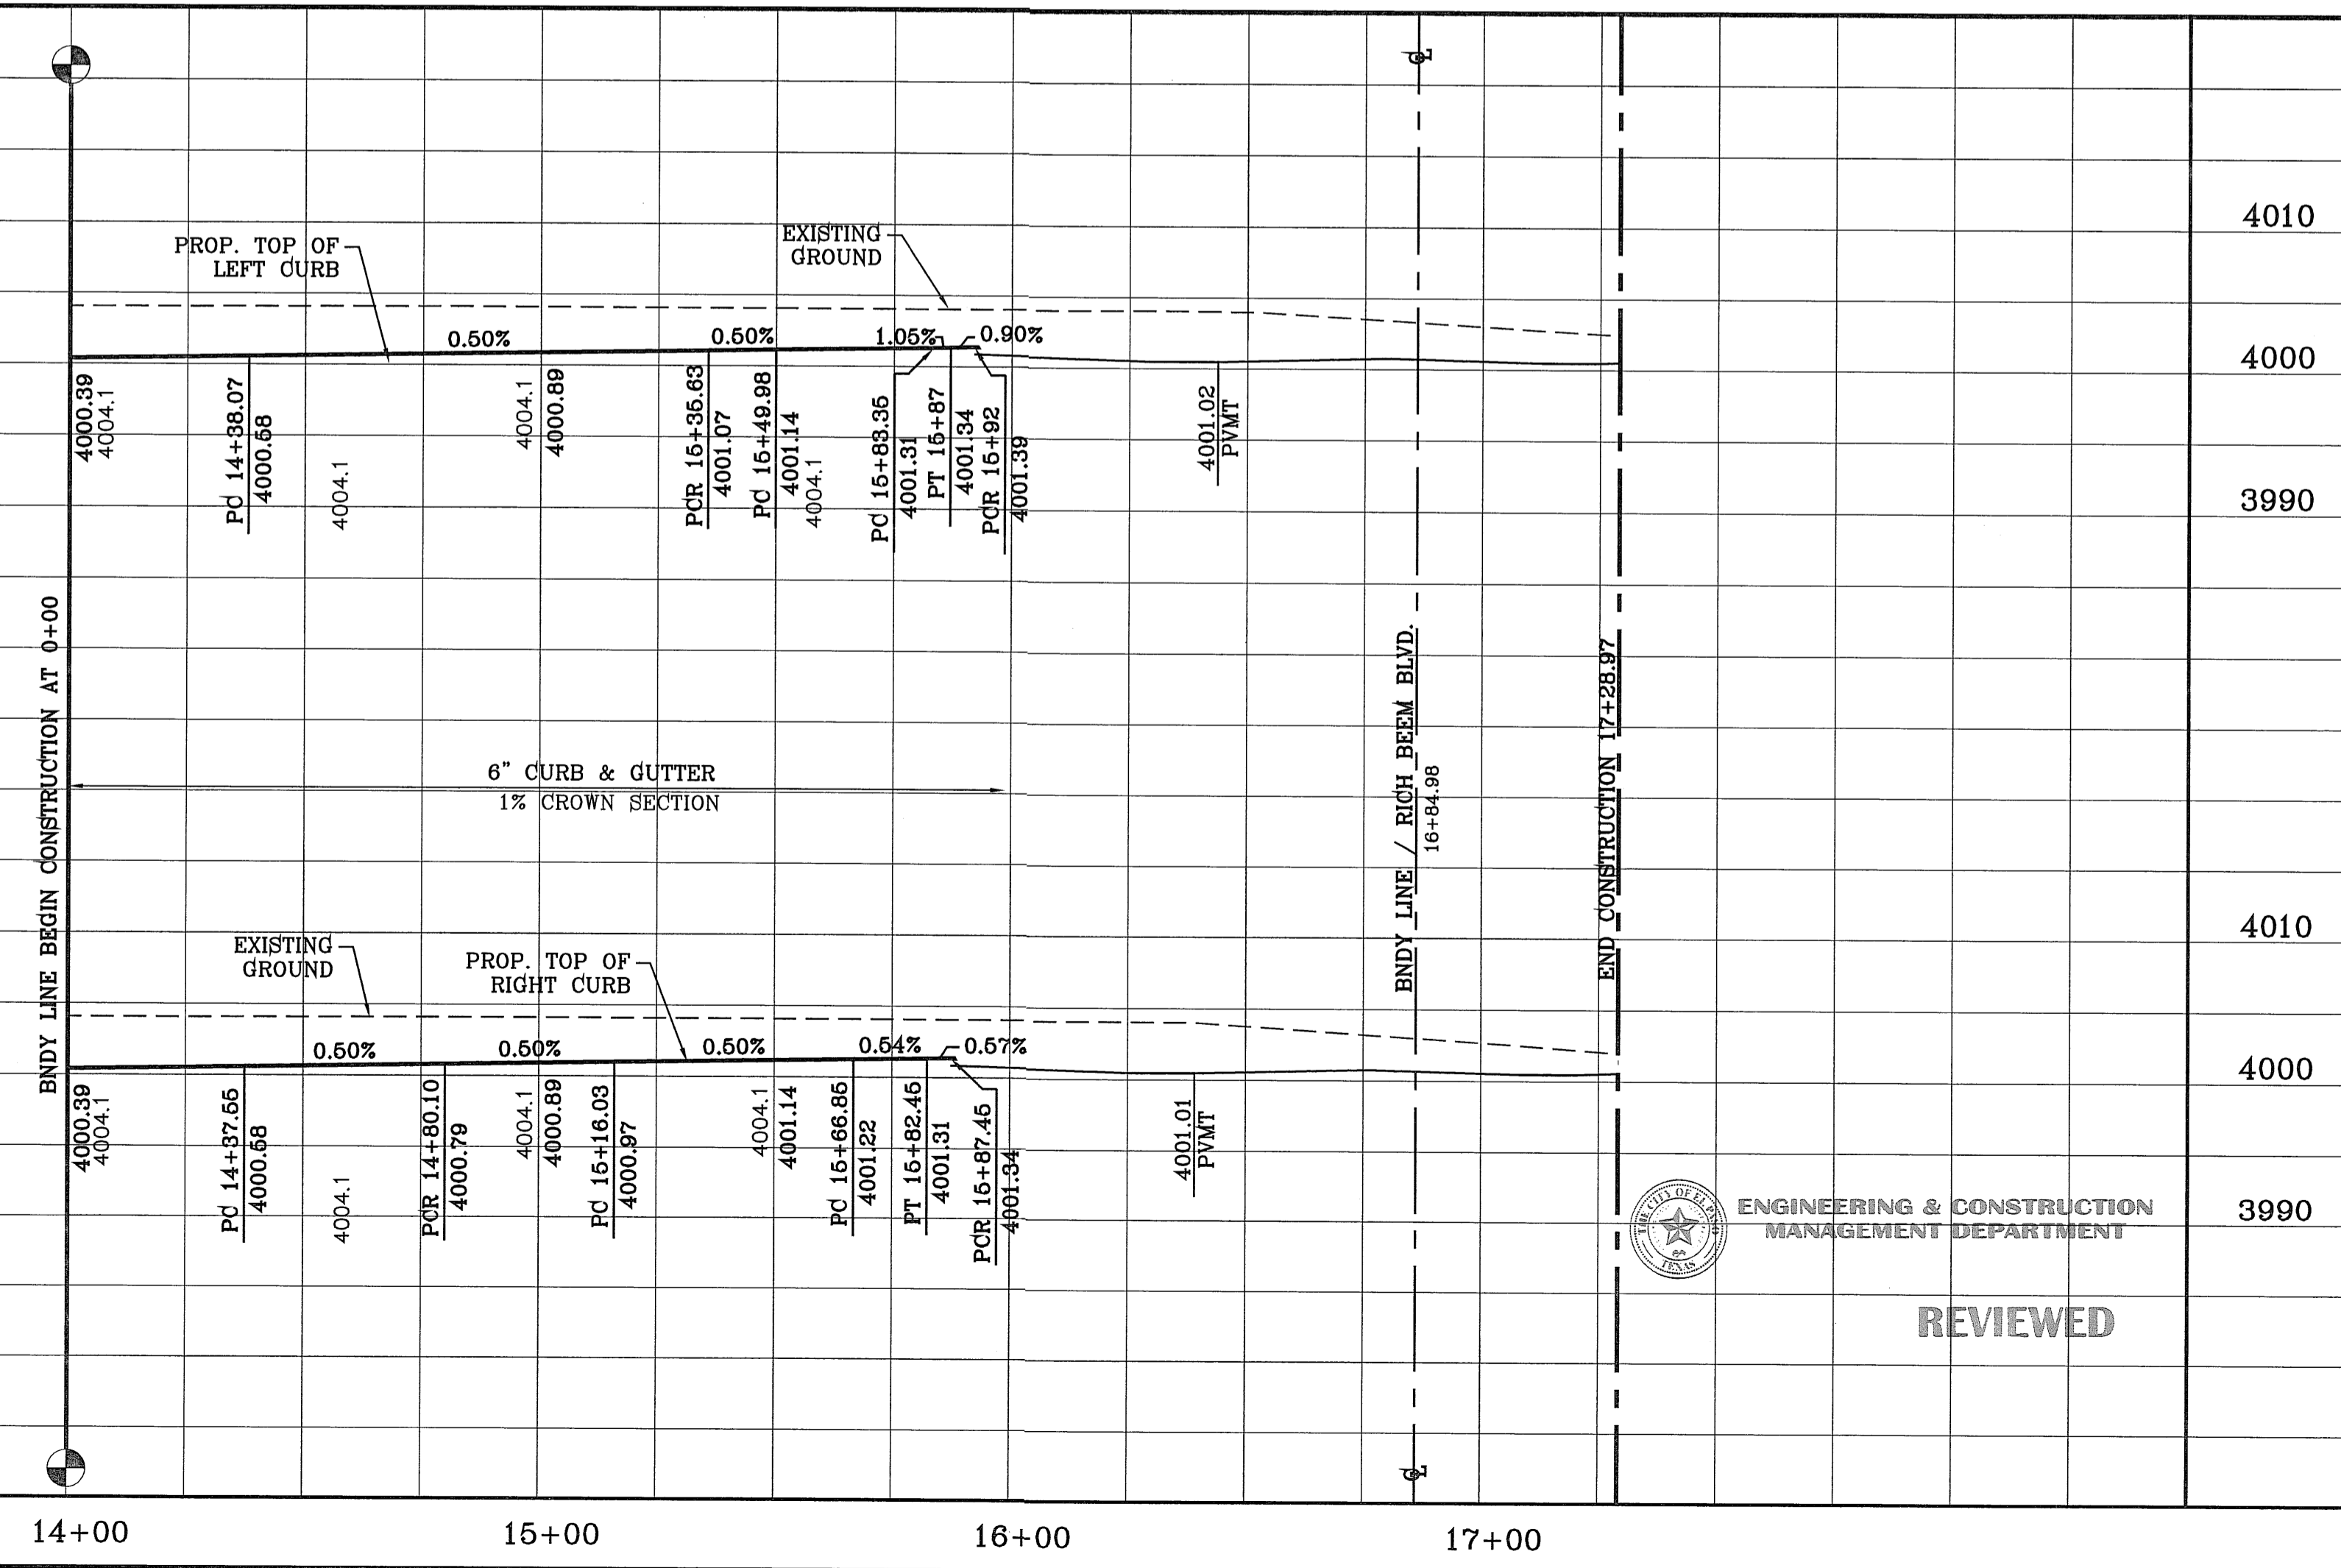 4010
EXISTING
GROUND
PROP. TOP OF
LEFT CURB
0.50%
0.50%
1.05%
0.90%
4000
4000.39
4004.1
PC 14+38.07
4000.58
4004.1
4004.1
4000.89
PCR 15+35.63
4001.07
PC 15+49.98
4001.14
4004.1
PC 15+83.35
4001.31
PT 15+87
4001.34
PCR 15+92
4001.39
4001.02
PVMT
3990
BNDY LINE BEGIN CONSTRUCTION AT 0+00
6" CURB & GUTTER
1% CROWN SECTION
BNDY LINE / RICH BEEM BLVD.
16+84.98
END CONSTRUCTION 17+28.97
4010
EXISTING
GROUND
PROP. TOP OF
RIGHT CURB
0.50%
0.50%
0.50%
0.54%
0.57%
4000
4000.39
4004.1
PC 14+37.55
4000.58
4004.1
PCR 14+80.10
4000.79
4004.1
4000.89
PC 15+16.03
4000.97
4004.1
4001.14
PC 15+66.85
4001.22
PT 15+82.45
4001.31
PCR 15+87.45
4001.34
4001.01
PVMT
3990
THE CITY OF EL PASO
TEXAS
ENGINEERING & CONSTRUCTION
MANAGEMENT DEPARTMENT
REVIEWED
14+00
15+00
16+00
17+00